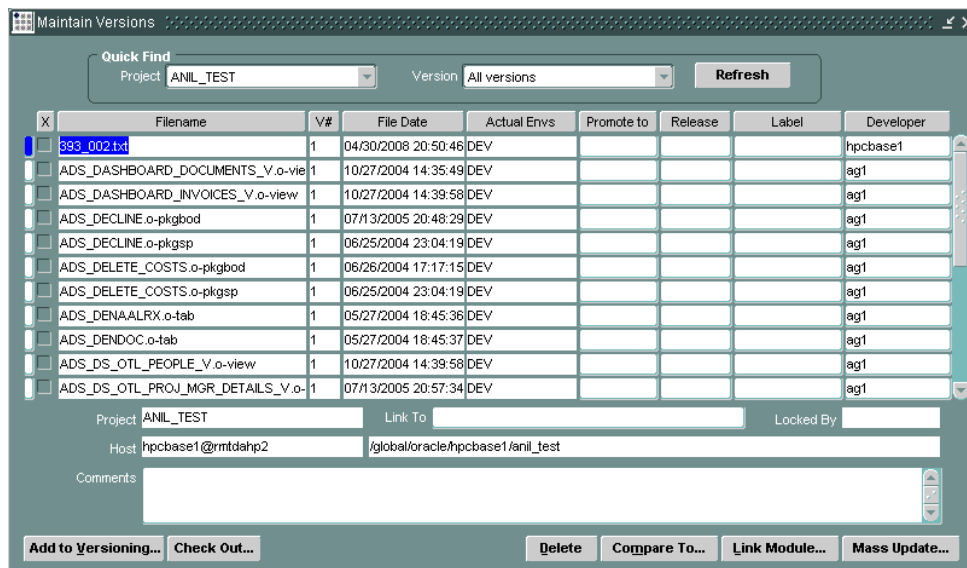 Maintain Versions
Quick Find
Project ANIL_TEST Version All versions Refresh
X Filename V# File Date Actual Envs Promote to Release Label Developer
393_002.txt 1 04/30/2008 20:50:46 DEV hpcbase1
ADS_DASHBOARD_DOCUMENTS_V.o-vie 1 10/27/2004 14:35:49 DEV ag1
ADS_DASHBOARD_INVOICES_V.o-view 1 10/27/2004 14:39:58 DEV ag1
ADS_DECLINE.o-pkgbod 1 07/13/2005 20:48:29 DEV ag1
ADS_DECLINE.o-pkgsp 1 06/25/2004 23:04:19 DEV ag1
ADS_DELETE_COSTS.o-pkgbod 1 06/26/2004 17:17:15 DEV ag1
ADS_DELETE_COSTS.o-pkgsp 1 06/25/2004 23:04:19 DEV ag1
ADS_DENAALRX.o-tab 1 05/27/2004 18:45:36 DEV ag1
ADS_DENDOC.o-tab 1 05/27/2004 18:45:37 DEV ag1
ADS_DS_OTL_PEOPLE_V.o-view 1 10/27/2004 14:39:58 DEV ag1
ADS_DS_OTL_PROJ_MGR_DETAILS_V.o- 1 07/13/2005 20:57:34 DEV ag1
Project ANIL_TEST Link To Locked By
Host hpcbase1@rmtdahp2 /global/oracle/hpcbase1/anil_test
Comments
Add to Versioning... Check Out... Delete Compare To... Link Module... Mass Update...